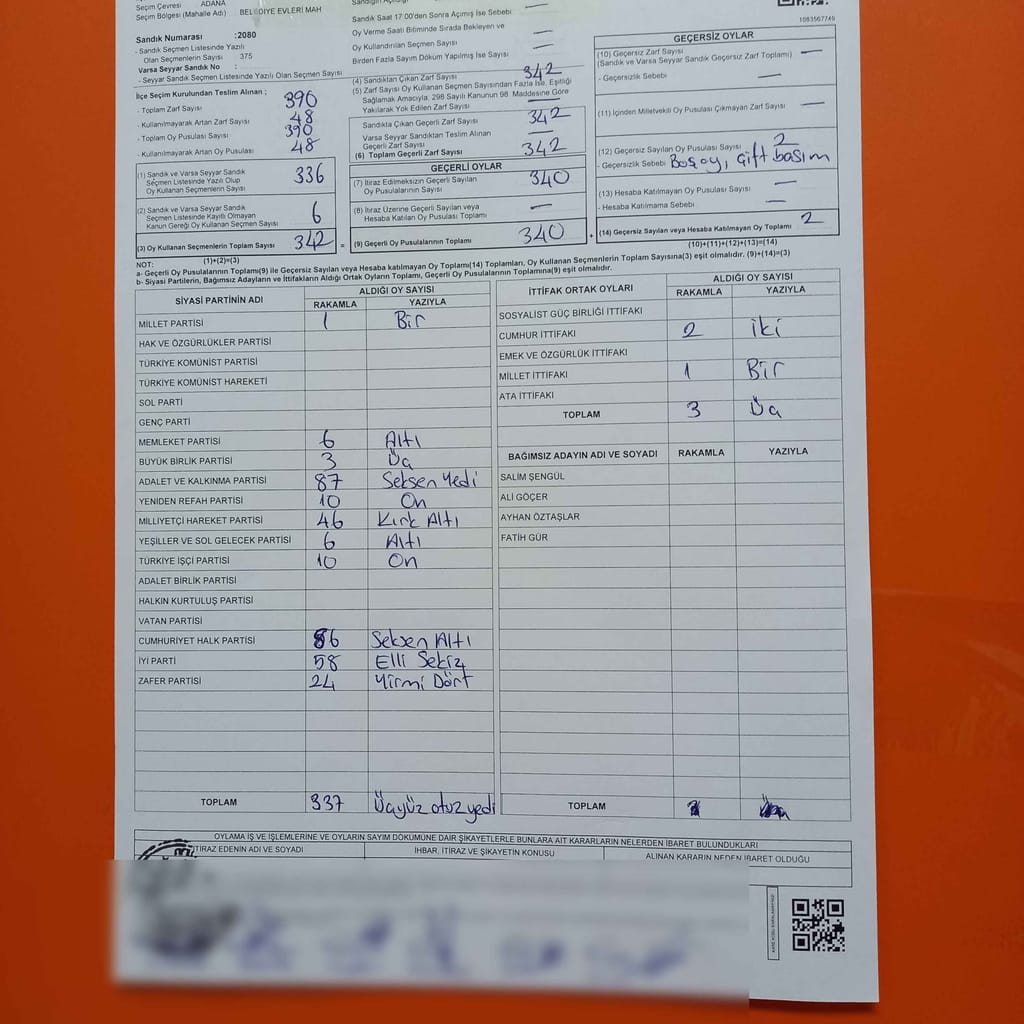 Seçim Çevresi ADANA
Seçim Bölgesi (Mahalle Adı) BELEDİYE EVLERİ MAH
Sandık Numarası :2080
- Sandık Seçmen Listesinde Yazılı
Olan Seçmenlerin Sayısı 375
Varsa Seyyar Sandık No :
- Seyyar Sandık Seçmen Listesinde Yazılı Olan Seçmen Sayısı
İlçe Seçim Kurulundan Teslim Alınan ;
- Toplam Zarf Sayısı 390
- Kullanılmayarak Artan Zarf Sayısı 48
- Toplam Oy Pusulası Sayısı 390
- Kullanılmayarak Artan Oy Pusulası 48
(1) Sandık ve Varsa Seyyar Sandık
Seçmen Listesinde Yazılı Olup
Oy Kullanan Seçmenlerin Sayısı 336
(2) Sandık ve Varsa Seyyar Sandık
Seçmen Listesinde Kayıtlı Olmayan
Kanun Gereği Oy Kullanan Seçmen Sayısı 6
(3) Oy Kullanan Seçmenlerin Toplam Sayısı 342 =
(1)+(2)=(3)
Sandık Saat 17:00'den Sonra Açımış İse Sebebi —
Oy Verme Saati Bitiminde Sırada Bekleyen ve
Oy Kullandırılan Seçmen Sayısı —
Birden Fazla Sayım Döküm Yapılmış İse Sayısı —
(4) Sandıktan Çıkan Zarf Sayısı 342
(5) Zarf Sayısı Oy Kullanan Seçmen Sayısından Fazla İse, Eşitliği
Sağlamak Amacıyla, 298 Sayılı Kanunun 98. Maddesine Göre
Yakılarak Yok Edilen Zarf Sayısı —
Sandıkta Çıkan Geçerli Zarf Sayısı 342
Varsa Seyyar Sandıktan Teslim Alınan
Geçerli Zarf Sayısı —
(6) Toplam Geçerli Zarf Sayısı 342
GEÇERLİ OYLAR
(7) İtiraz Edilmeksizin Geçerli Sayılan
Oy Pusulalarının Sayısı 340
(8) İtiraz Üzerine Geçerli Sayılan veya
Hesaba Katılan Oy Pusulası Toplamı —
(9) Geçerli Oy Pusulalarının Toplamı 340 +
1083567749
GEÇERSİZ OYLAR
(10) Geçersiz Zarf Sayısı —
(Sandık ve Varsa Seyyar Sandık Geçersiz Zarf Toplamı)
- Geçersizlik Sebebi —
(11) İçinden Milletvekili Oy Pusulası Çıkmayan Zarf Sayısı —
(12) Geçersiz Sayılan Oy Pusulası Sayısı 2
- Geçersizlik Sebebi Boş oy, çift basım
(13) Hesaba Katılmayan Oy Pusulası Sayısı —
- Hesaba Katılmama Sebebi —
(14) Geçersiz Sayılan veya Hesaba Katılmayan Oy Toplamı 2
(10)+(11)+(12)+(13)=(14)
NOT:
a- Geçerli Oy Pusulalarının Toplamı(9) ile Geçersiz Sayılan veya Hesaba katılmayan Oy Toplamı(14) Toplamları, Oy Kullanan Seçmenlerin Toplam Sayısına(3) eşit olmalıdır. (9)+(14)=(3)
b- Siyasi Partilerin, Bağımsız Adayların ve İttifakların Aldığı Ortak Oyların Toplamı, Geçerli Oy Pusulalarının Toplamına(9) eşit olmalıdır.
SİYASİ PARTİNİN ADI ALDIĞI OY SAYISI
RAKAMLA YAZIYLA
MİLLET PARTİSİ 1 Bir
HAK VE ÖZGÜRLÜKLER PARTİSİ
TÜRKİYE KOMÜNİST PARTİSİ
TÜRKİYE KOMÜNİST HAREKETİ
SOL PARTİ
GENÇ PARTİ
MEMLEKET PARTİSİ 6 Altı
BÜYÜK BİRLİK PARTİSİ 3 Üç
ADALET VE KALKINMA PARTİSİ 87 Seksen Yedi
YENİDEN REFAH PARTİSİ 10 On
MİLLİYETÇİ HAREKET PARTİSİ 46 Kırk Altı
YEŞİLLER VE SOL GELECEK PARTİSİ 6 Altı
TÜRKİYE İŞÇİ PARTİSİ 10 On
ADALET BİRLİK PARTİSİ
HALKIN KURTULUŞ PARTİSİ
VATAN PARTİSİ
CUMHURİYET HALK PARTİSİ 86 Seksen Altı
İYİ PARTİ 58 Elli Sekiz
ZAFER PARTİSİ 24 Yirmi Dört
TOPLAM 337 Üçyüz otuz yedi
İTTİFAK ORTAK OYLARI ALDIĞI OY SAYISI
RAKAMLA YAZIYLA
SOSYALİST GÜÇ BİRLİĞİ İTTİFAKI
CUMHUR İTTİFAKI 2 İki
EMEK VE ÖZGÜRLÜK İTTİFAKI
MİLLET İTTİFAKI 1 Bir
ATA İTTİFAKI
TOPLAM 3 Üç
BAĞIMSIZ ADAYIN ADI VE SOYADI RAKAMLA YAZIYLA
SALİM ŞENGÜL
ALİ GÖÇER
AYHAN ÖZTAŞLAR
FATİH GÜR
TOPLAM
OYLAMA İŞ VE İŞLEMLERİNE VE OYLARIN SAYIM DÖKÜMÜNE DAİR ŞİKAYETLERLE BUNLARA AİT KARARLARIN NELERDEN İBARET BULUNDUKLARI
İTİRAZ EDENİN ADI VE SOYADI İHBAR, İTİRAZ VE ŞİKAYETİN KONUSU ALINAN KARARIN NEDEN İBARET OLDUĞU